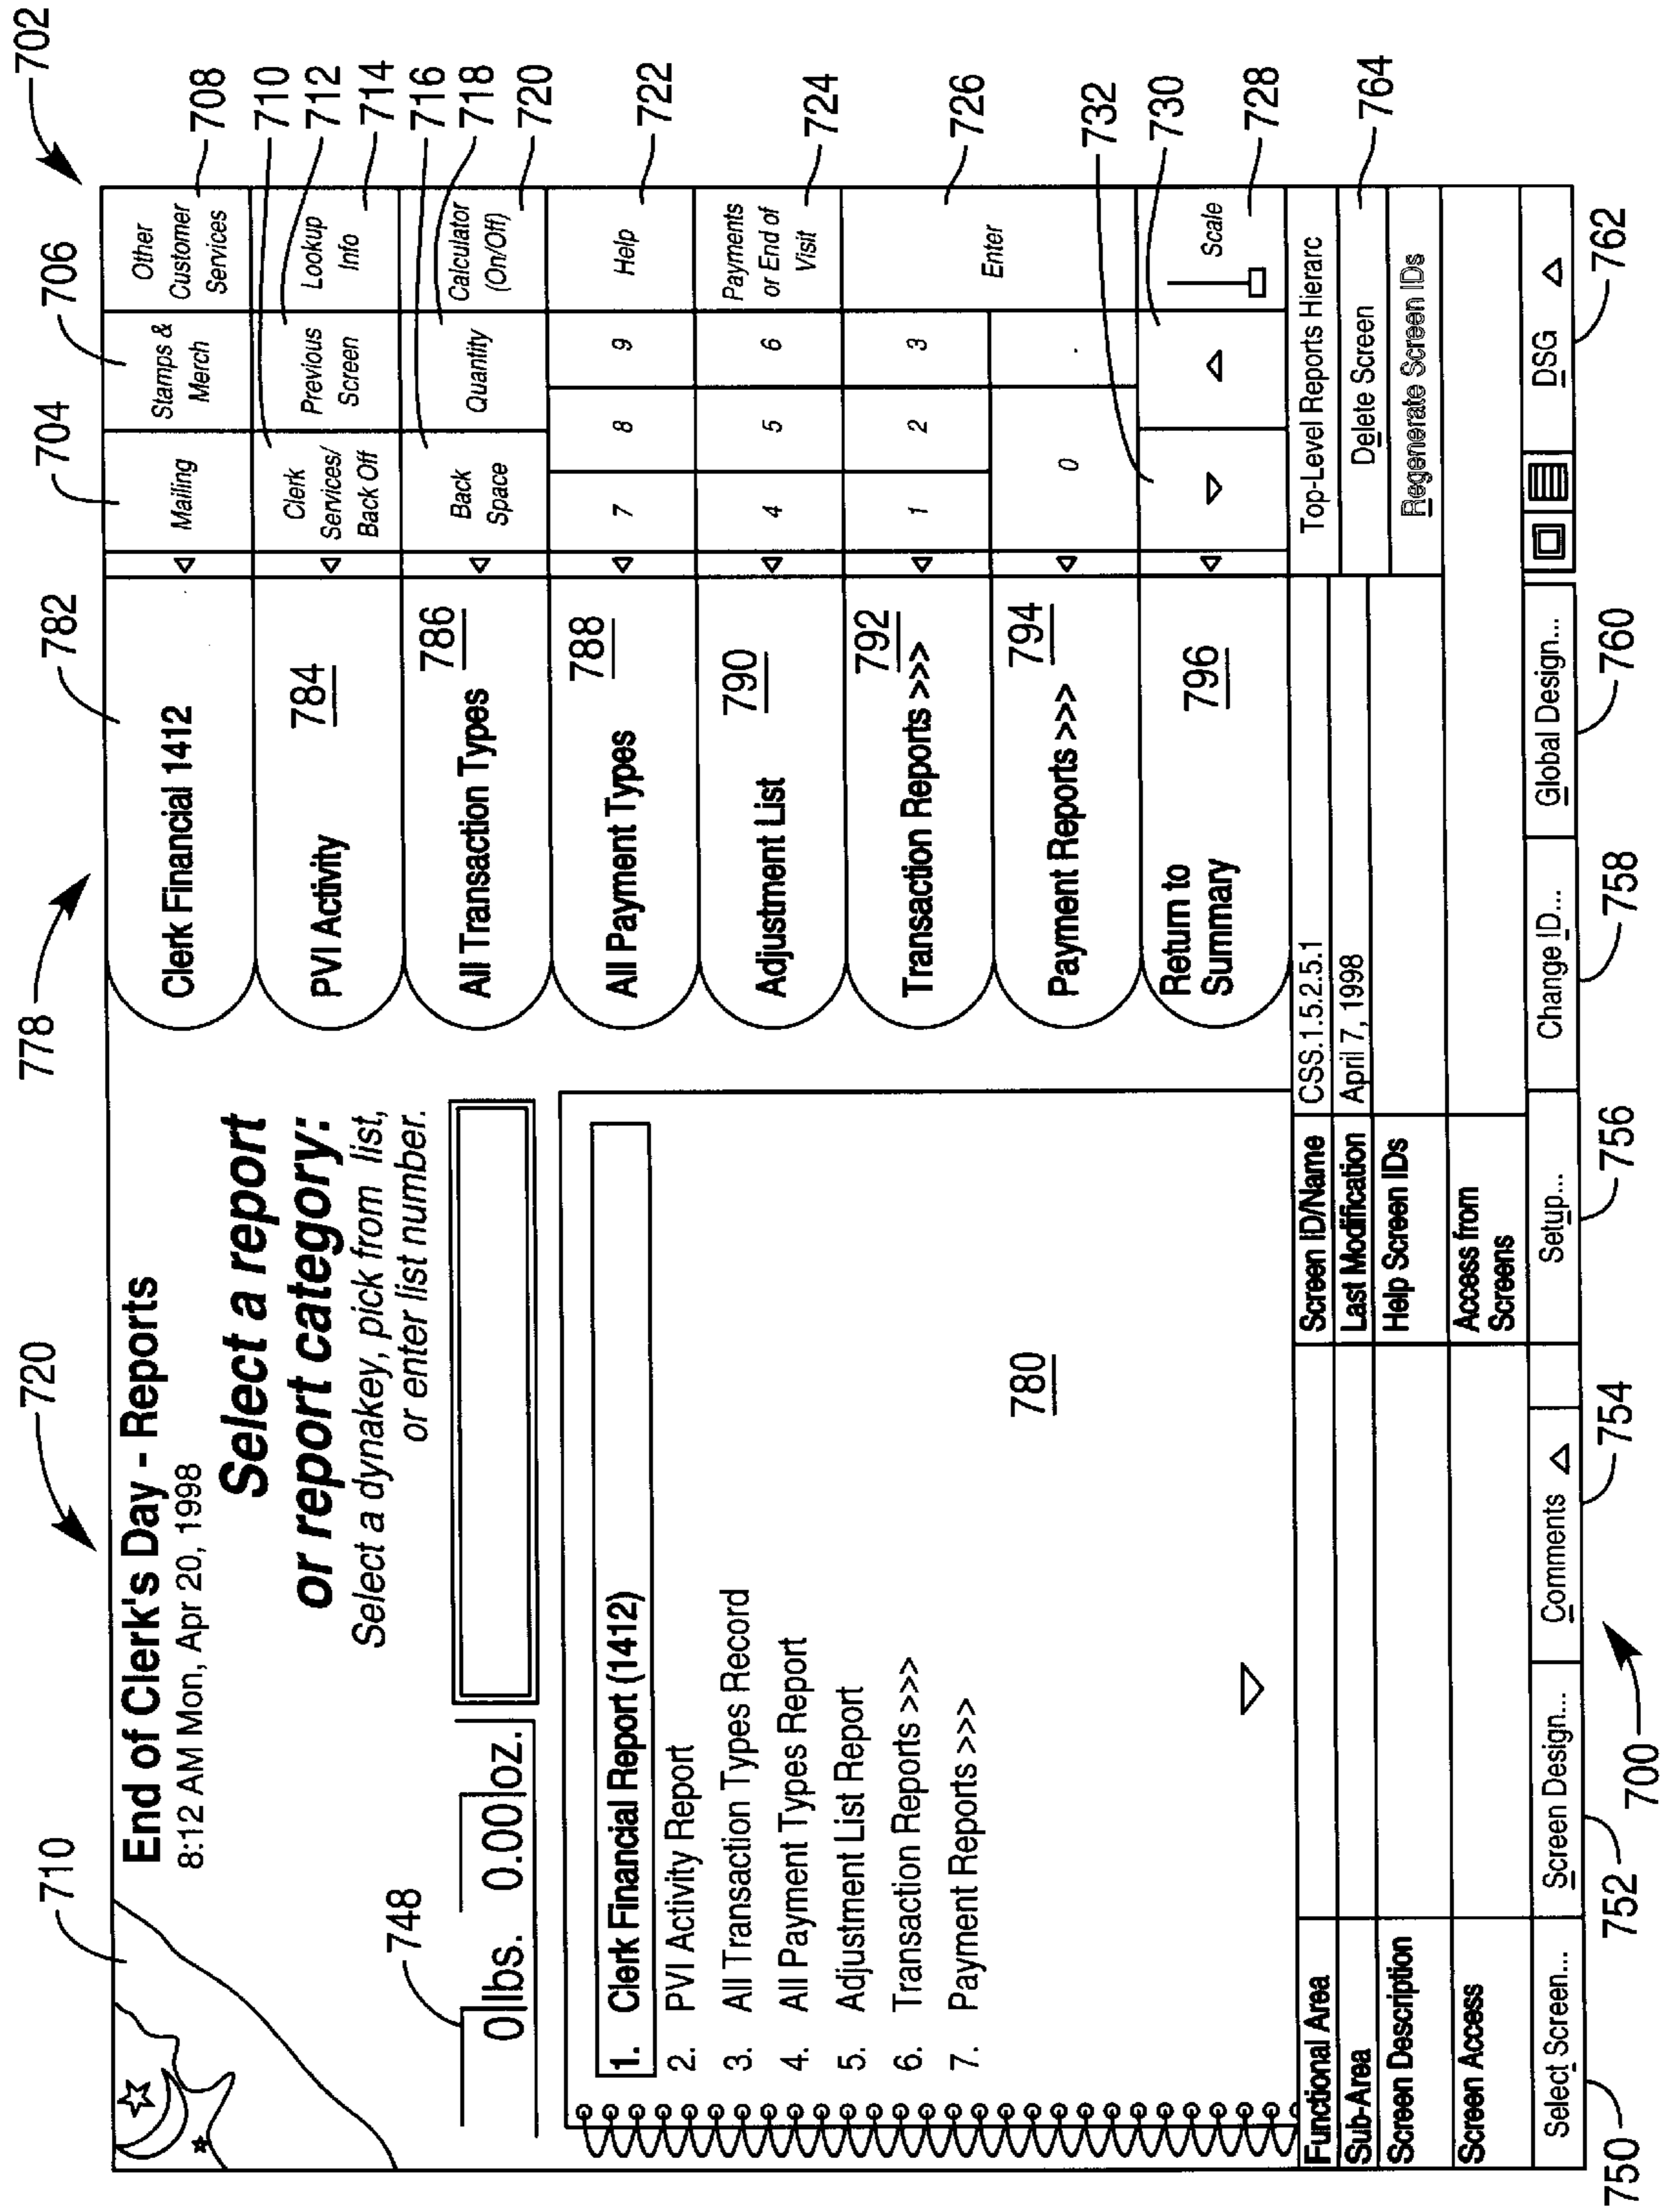 702
778
720
710
782
704
706
708
710
712
714
716
718
720
722
724
726
732
730
728
764
End of Clerk's Day - Reports
8:12 AM Mon, Apr 20, 1998
Select a report
or report category:
Select a dynakey, pick from list,
or enter list number.
748
0 lbs. 0.00 oz.
1. Clerk Financial Report (1412)
2. PVI Activity Report
3. All Transaction Types Record
4. All Payment Types Report
5. Adjustment List Report
6. Transaction Reports >>>
7. Payment Reports >>>
780
Clerk Financial 1412
PVI Activity
784
All Transaction Types
786
All Payment Types
788
Adjustment List
790
Transaction Reports >>>
792
Payment Reports >>>
794
Return to
Summary
796
Mailing
Stamps &
Merch
Other
Customer
Services
Clerk
Services/
Back Off
Previous
Screen
Lookup
Info
Back
Space
Quantity
Calculator
(On/Off)
7 8 9
Help
4 5 6
Payments
or End of
Visit
1 2 3
Enter
0 .
Scale
Functional Area
Sub-Area
Screen Description
Screen Access
Screen ID/Name CSS.1.5.2.5.1
Last Modification April 7, 1998
Help Screen IDs
Access from
Screens
Top-Level Reports Hierarc
Delete Screen
Regenerate Screen IDs
Select Screen... Screen Design... Comments Setup... Change ID... Global Design... DSG
750
752
700
754
756
758
760
762